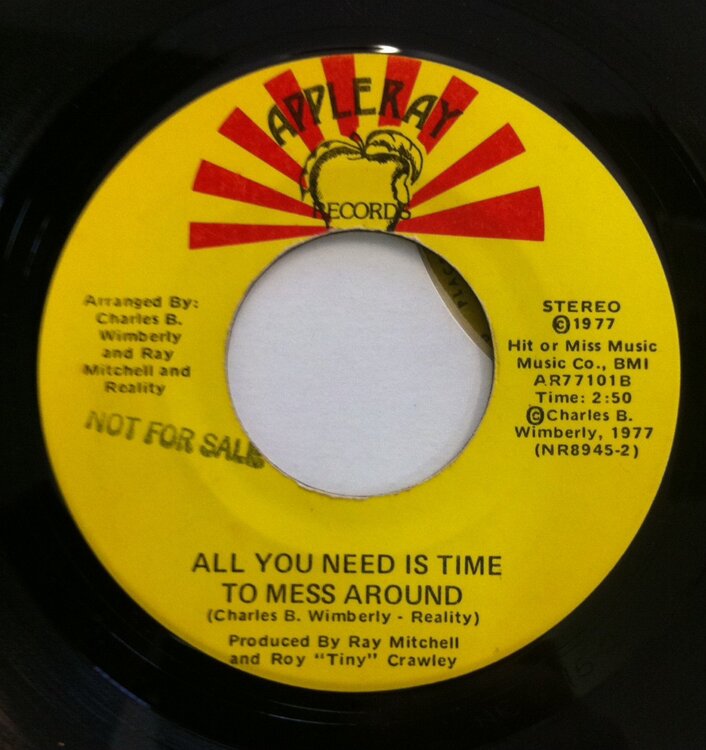 APPLERAY
RECORDS
Arranged By:
Charles B.
Wimberly
and Ray
Mitchell and
Reality
NOT FOR SALE
STEREO
©1977
Hit or Miss Music
Music Co., BMI
AR77101B
Time: 2:50
©Charles B.
Wimberly, 1977
(NR8945-2)
ALL YOU NEED IS TIME
TO MESS AROUND
(Charles B. Wimberly - Reality)
Produced By Ray Mitchell
and Roy "Tiny" Crawley